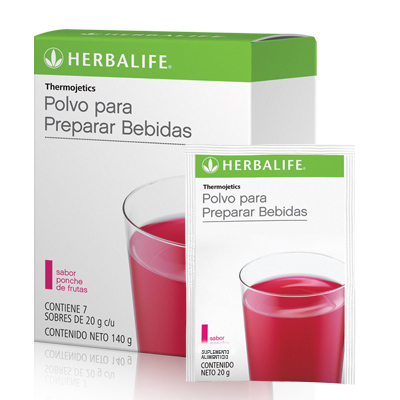 HERBALIFE®
Thermojetics
Polvo para
Preparar Bebidas
sabor
ponche
de frutas
CONTIENE 7
SOBRES DE 20 g c/u
CONTENIDO NETO 140 g
HERBALIFE®
Thermojetics
Polvo para
Preparar Bebidas
sabor
ponche
SUPLEMENTO
ALIMENTICIO
CONTENIDO
NETO 20 g